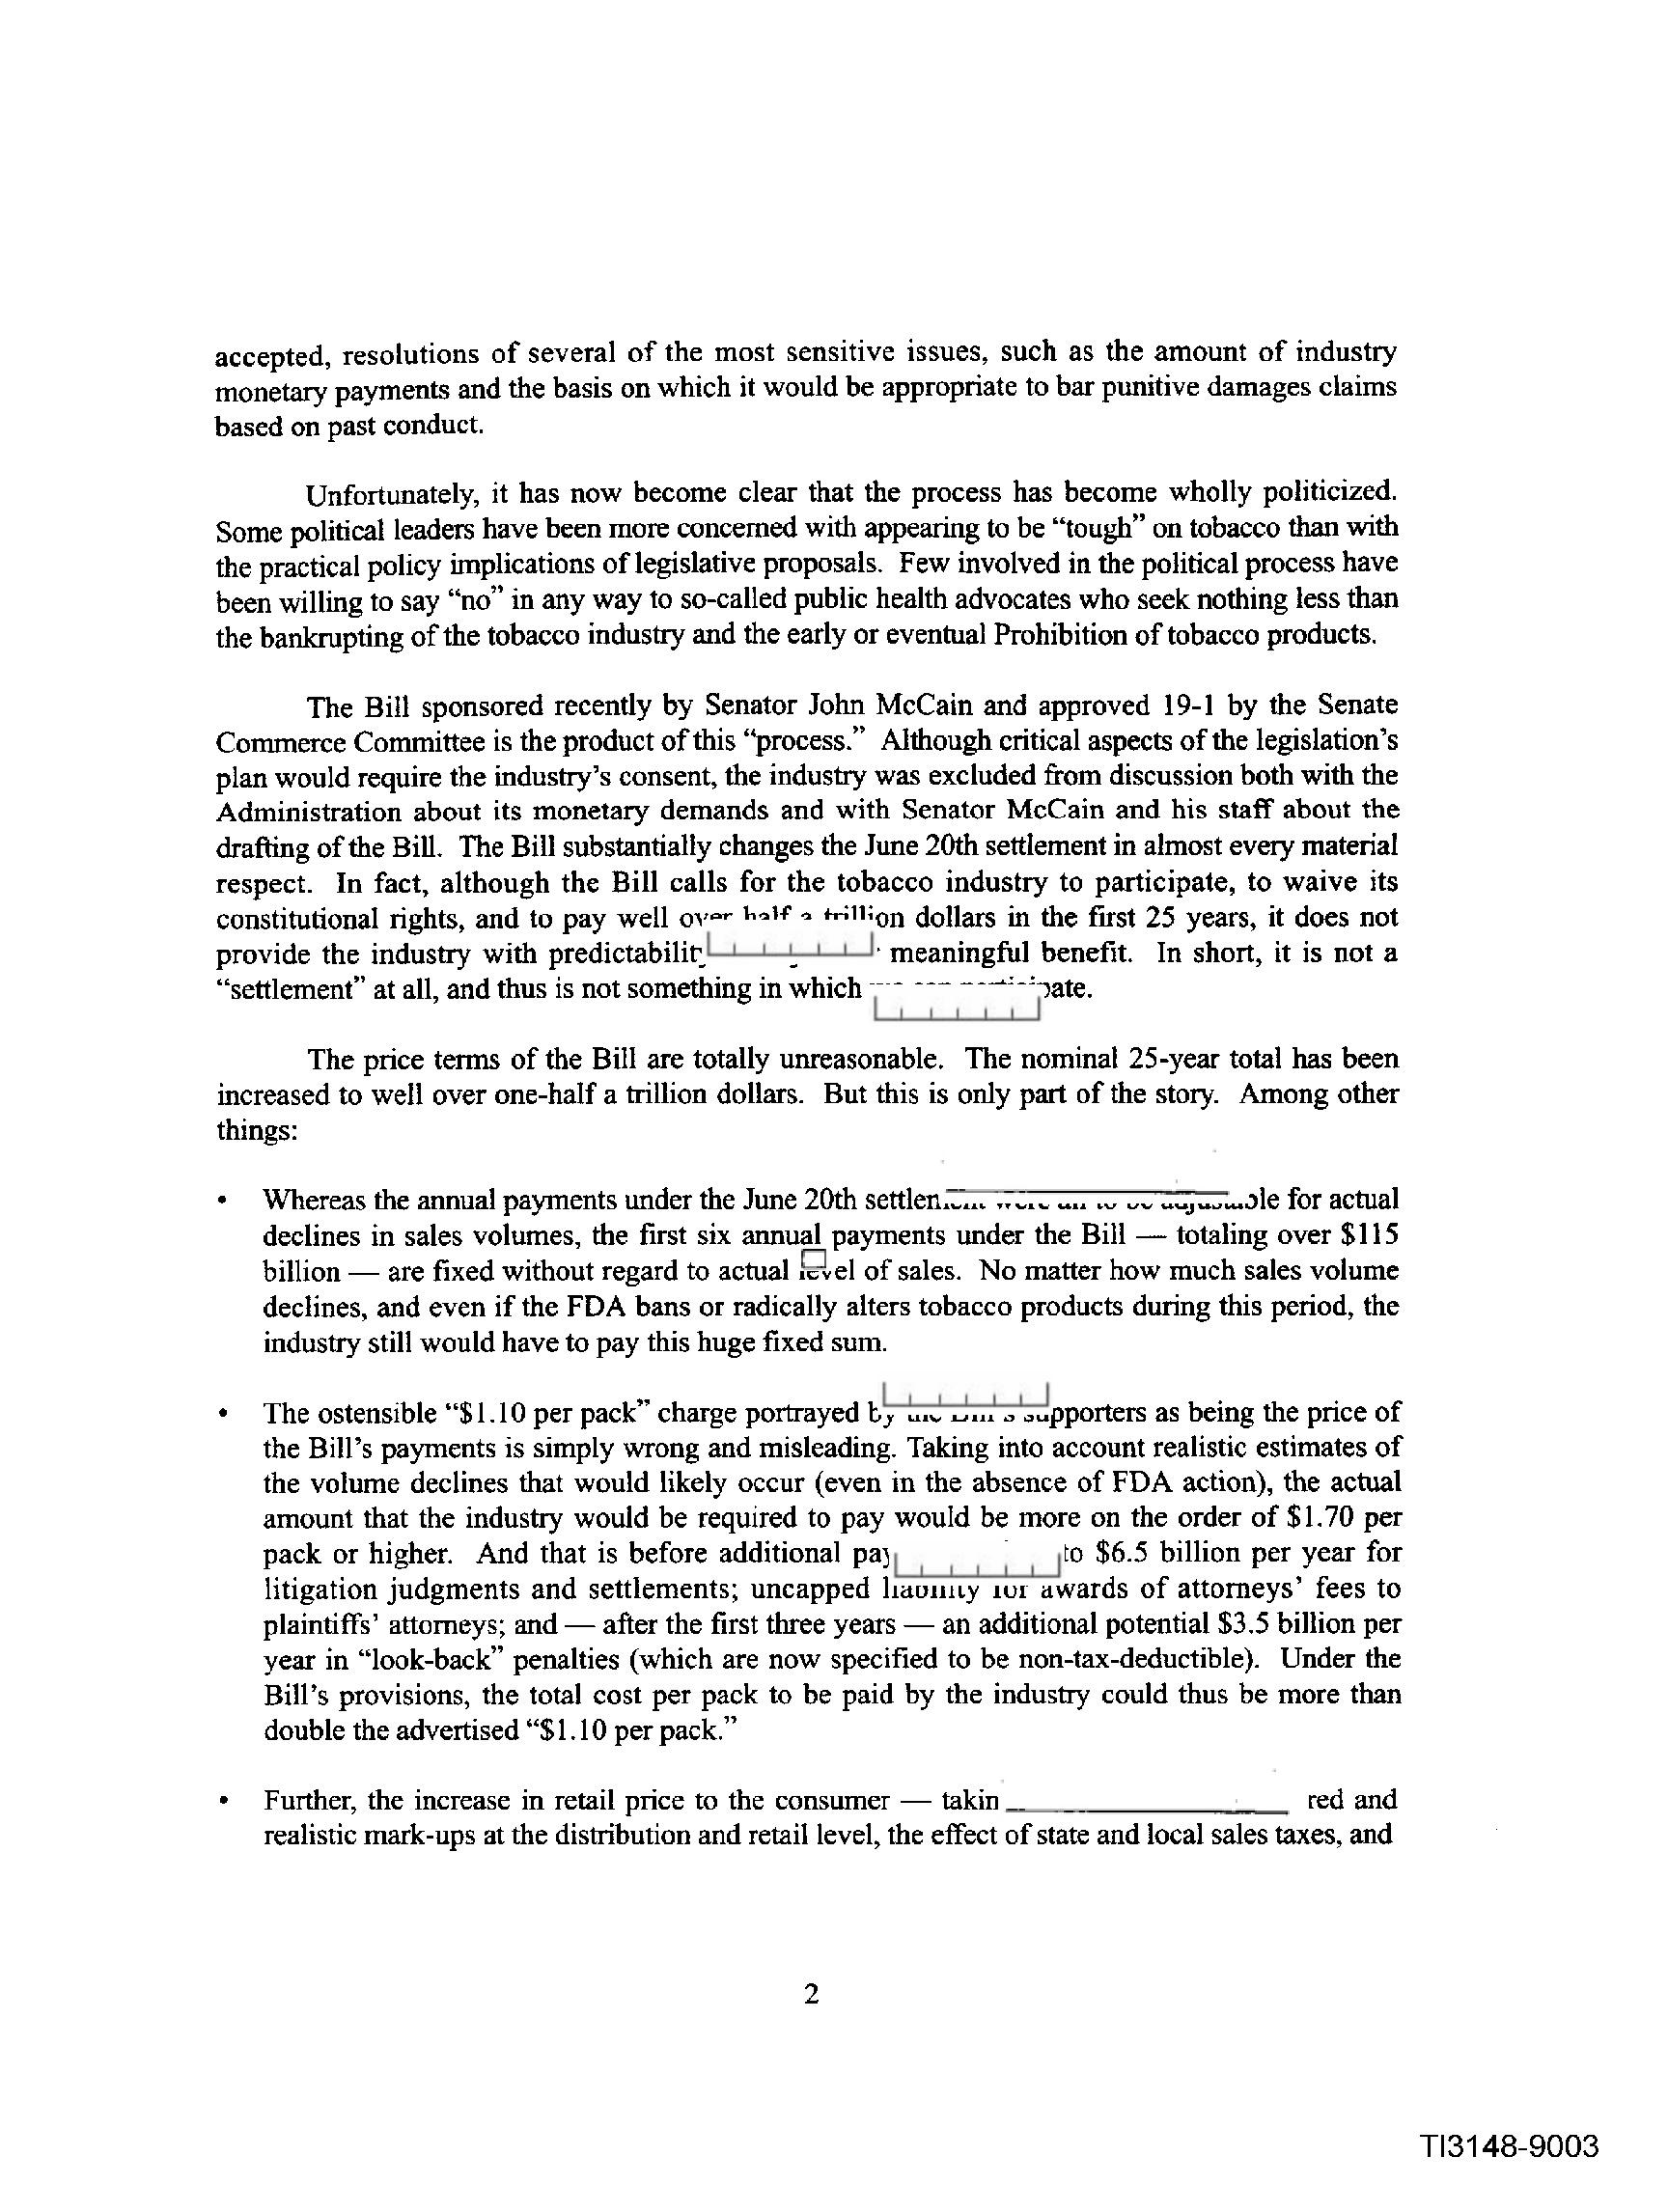 accepted, resolutions of several of the most sensitive issues, such as the amount of industry
monetary payments and the basis on which it would be appropriate to bar punitive damages claims
based on past conduct.
Unfortunately, it has now become clear that the process has become wholly politicized.
Some political leaders have been more concerned with appearing to be “tough” on tobacco than with
the practical policy implications of legislative proposals. Few involved in the political process have
been willing to say “no” in any way to so-called public health advocates who seek nothing less than
the bankrupting of the tobacco industry and the early or eventual Prohibition of tobacco products.
The Bill sponsored recently by Senator John McCain and approved 19-1 by the Senate
Commerce Committee is the product of this “process.” Although critical aspects of the legislation’s
plan would require the industry’s consent, the industry was excluded from discussion both with the
Administration about its monetary demands and with Senator McCain and his staff about the
drafting of the Bill. The Bill substantially changes the June 20th settlement in almost every material
respect. In fact, although the Bill calls for the tobacco industry to participate, to waive its
constitutional rights, and to pay well over half a trillion dollars in the first 25 years, it does not
provide the industry with meaningful benefit. In short, it is not a
“settlement” at all, and thus is not something in which
The price terms of the Bill are totally unreasonable. The nominal 25-year total has been
increased to well over one-half a trillion dollars. But this is only part of the story. Among other
things:
• Whereas the annual payments under the June 20th for actual
declines in sales volumes, the first six annual payments under the Bill — totaling over $115
billion — are fixed without regard to actual level of sales. No matter how much sales volume
declines, and even if the FDA bans or radically alters tobacco products during this period, the
industry still would have to pay this huge fixed sum.
• The ostensible “$1.10 per pack” charge portrayed by supporters as being the price of
the Bill’s payments is simply wrong and misleading. Taking into account realistic estimates of
the volume declines that would likely occur (even in the absence of FDA action), the actual
amount that the industry would be required to pay would be more on the order of $1.70 per
pack or higher. And that is before additional to $6.5 billion per year for
litigation judgments and settlements; uncapped liability for awards of attorneys’ fees to
plaintiffs’ attorneys; and — after the first three years — an additional potential $3.5 billion per
year in “look-back” penalties (which are now specified to be non-tax-deductible). Under the
Bill’s provisions, the total cost per pack to be paid by the industry could thus be more than
double the advertised “$1.10 per pack.”
• Further, the increase in retail price to the consumer — and
realistic mark-ups at the distribution and retail level, the effect of state and local sales taxes, and
2
TI3148-9003